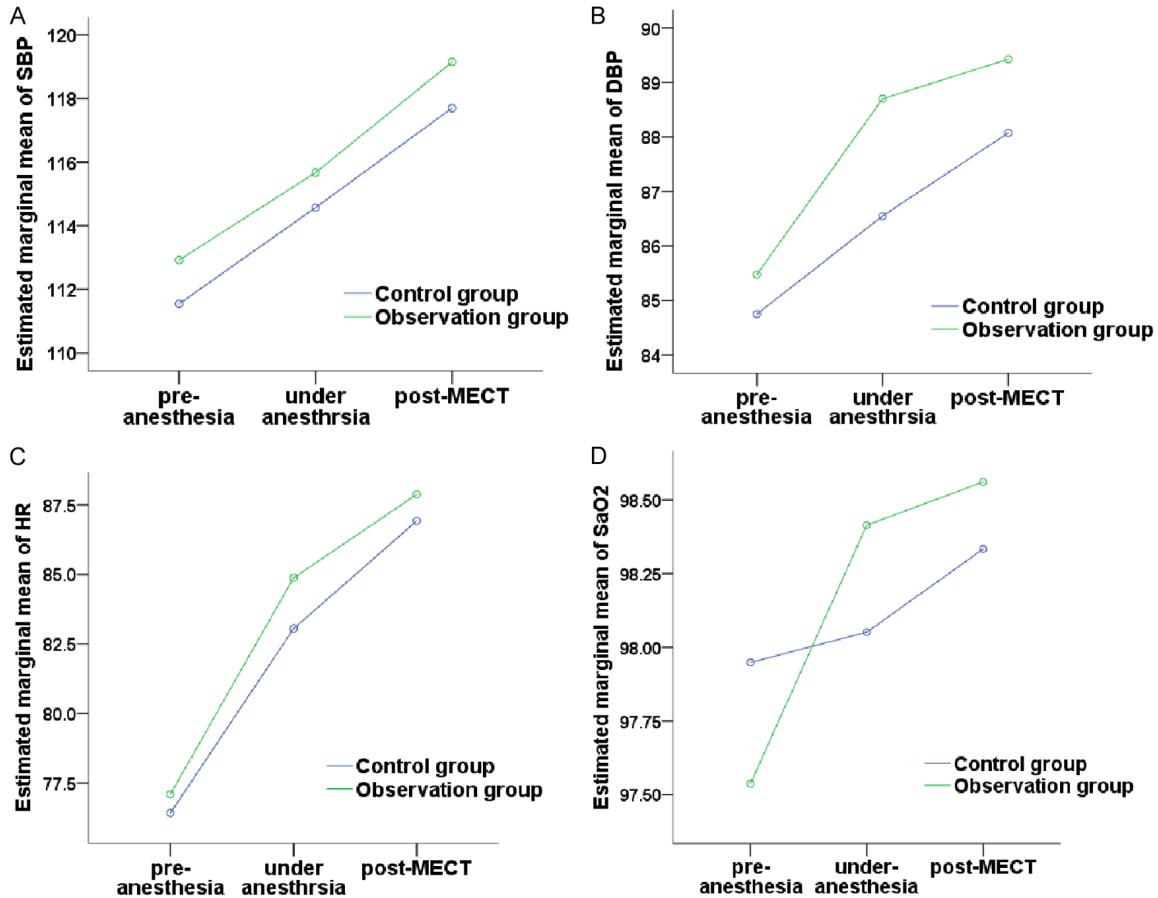 A
Estimated marginal mean of SBP
120
118
116
114
112
110
Control group
Observation group
pre-
anesthesia
under
anesthrsia
post-MECT
B
Estimated marginal mean of DBP
90
89
88
87
86
85
84
Control group
Observation group
pre-
anesthesia
under
anesthrsia
post-MECT
C
Estimated marginal mean of HR
87.5
85.0
82.5
80.0
77.5
Control group
Observation group
pre-
anesthesia
under
anesthrsia
post-MECT
D
Estimated marginal mean of SaO2
98.50
98.25
98.00
97.75
97.50
Control group
Observation group
pre-
anesthesia
under-
anesthesia
post-MECT